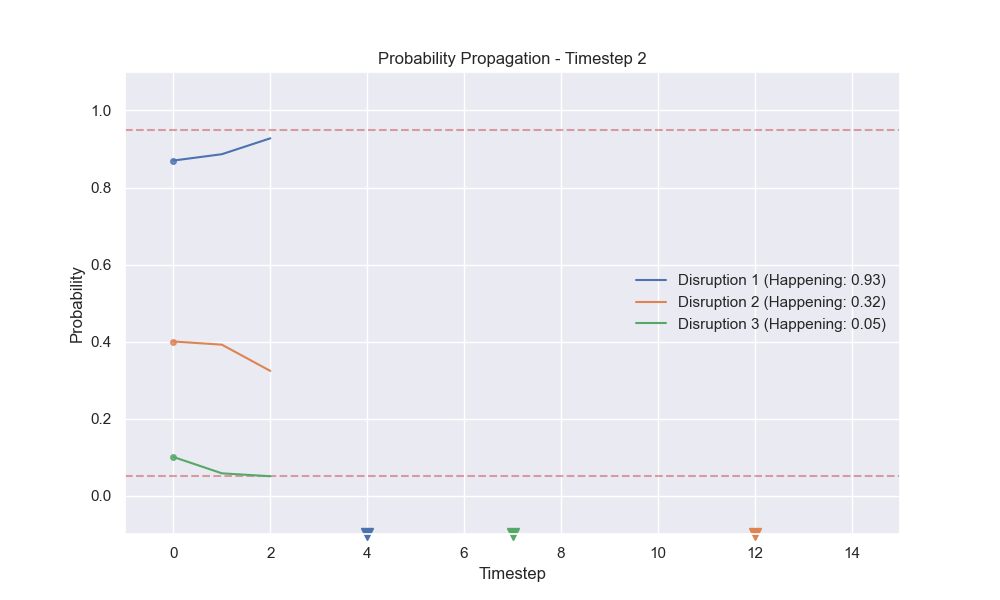 Probability Propagation - Timestep 2
1.0
0.8
0.6
0.4
0.2
0.0
Probability
Disruption 1 (Happening: 0.93)
Disruption 2 (Happening: 0.32)
Disruption 3 (Happening: 0.05)
0 2 4 6 8 10 12 14
Timestep